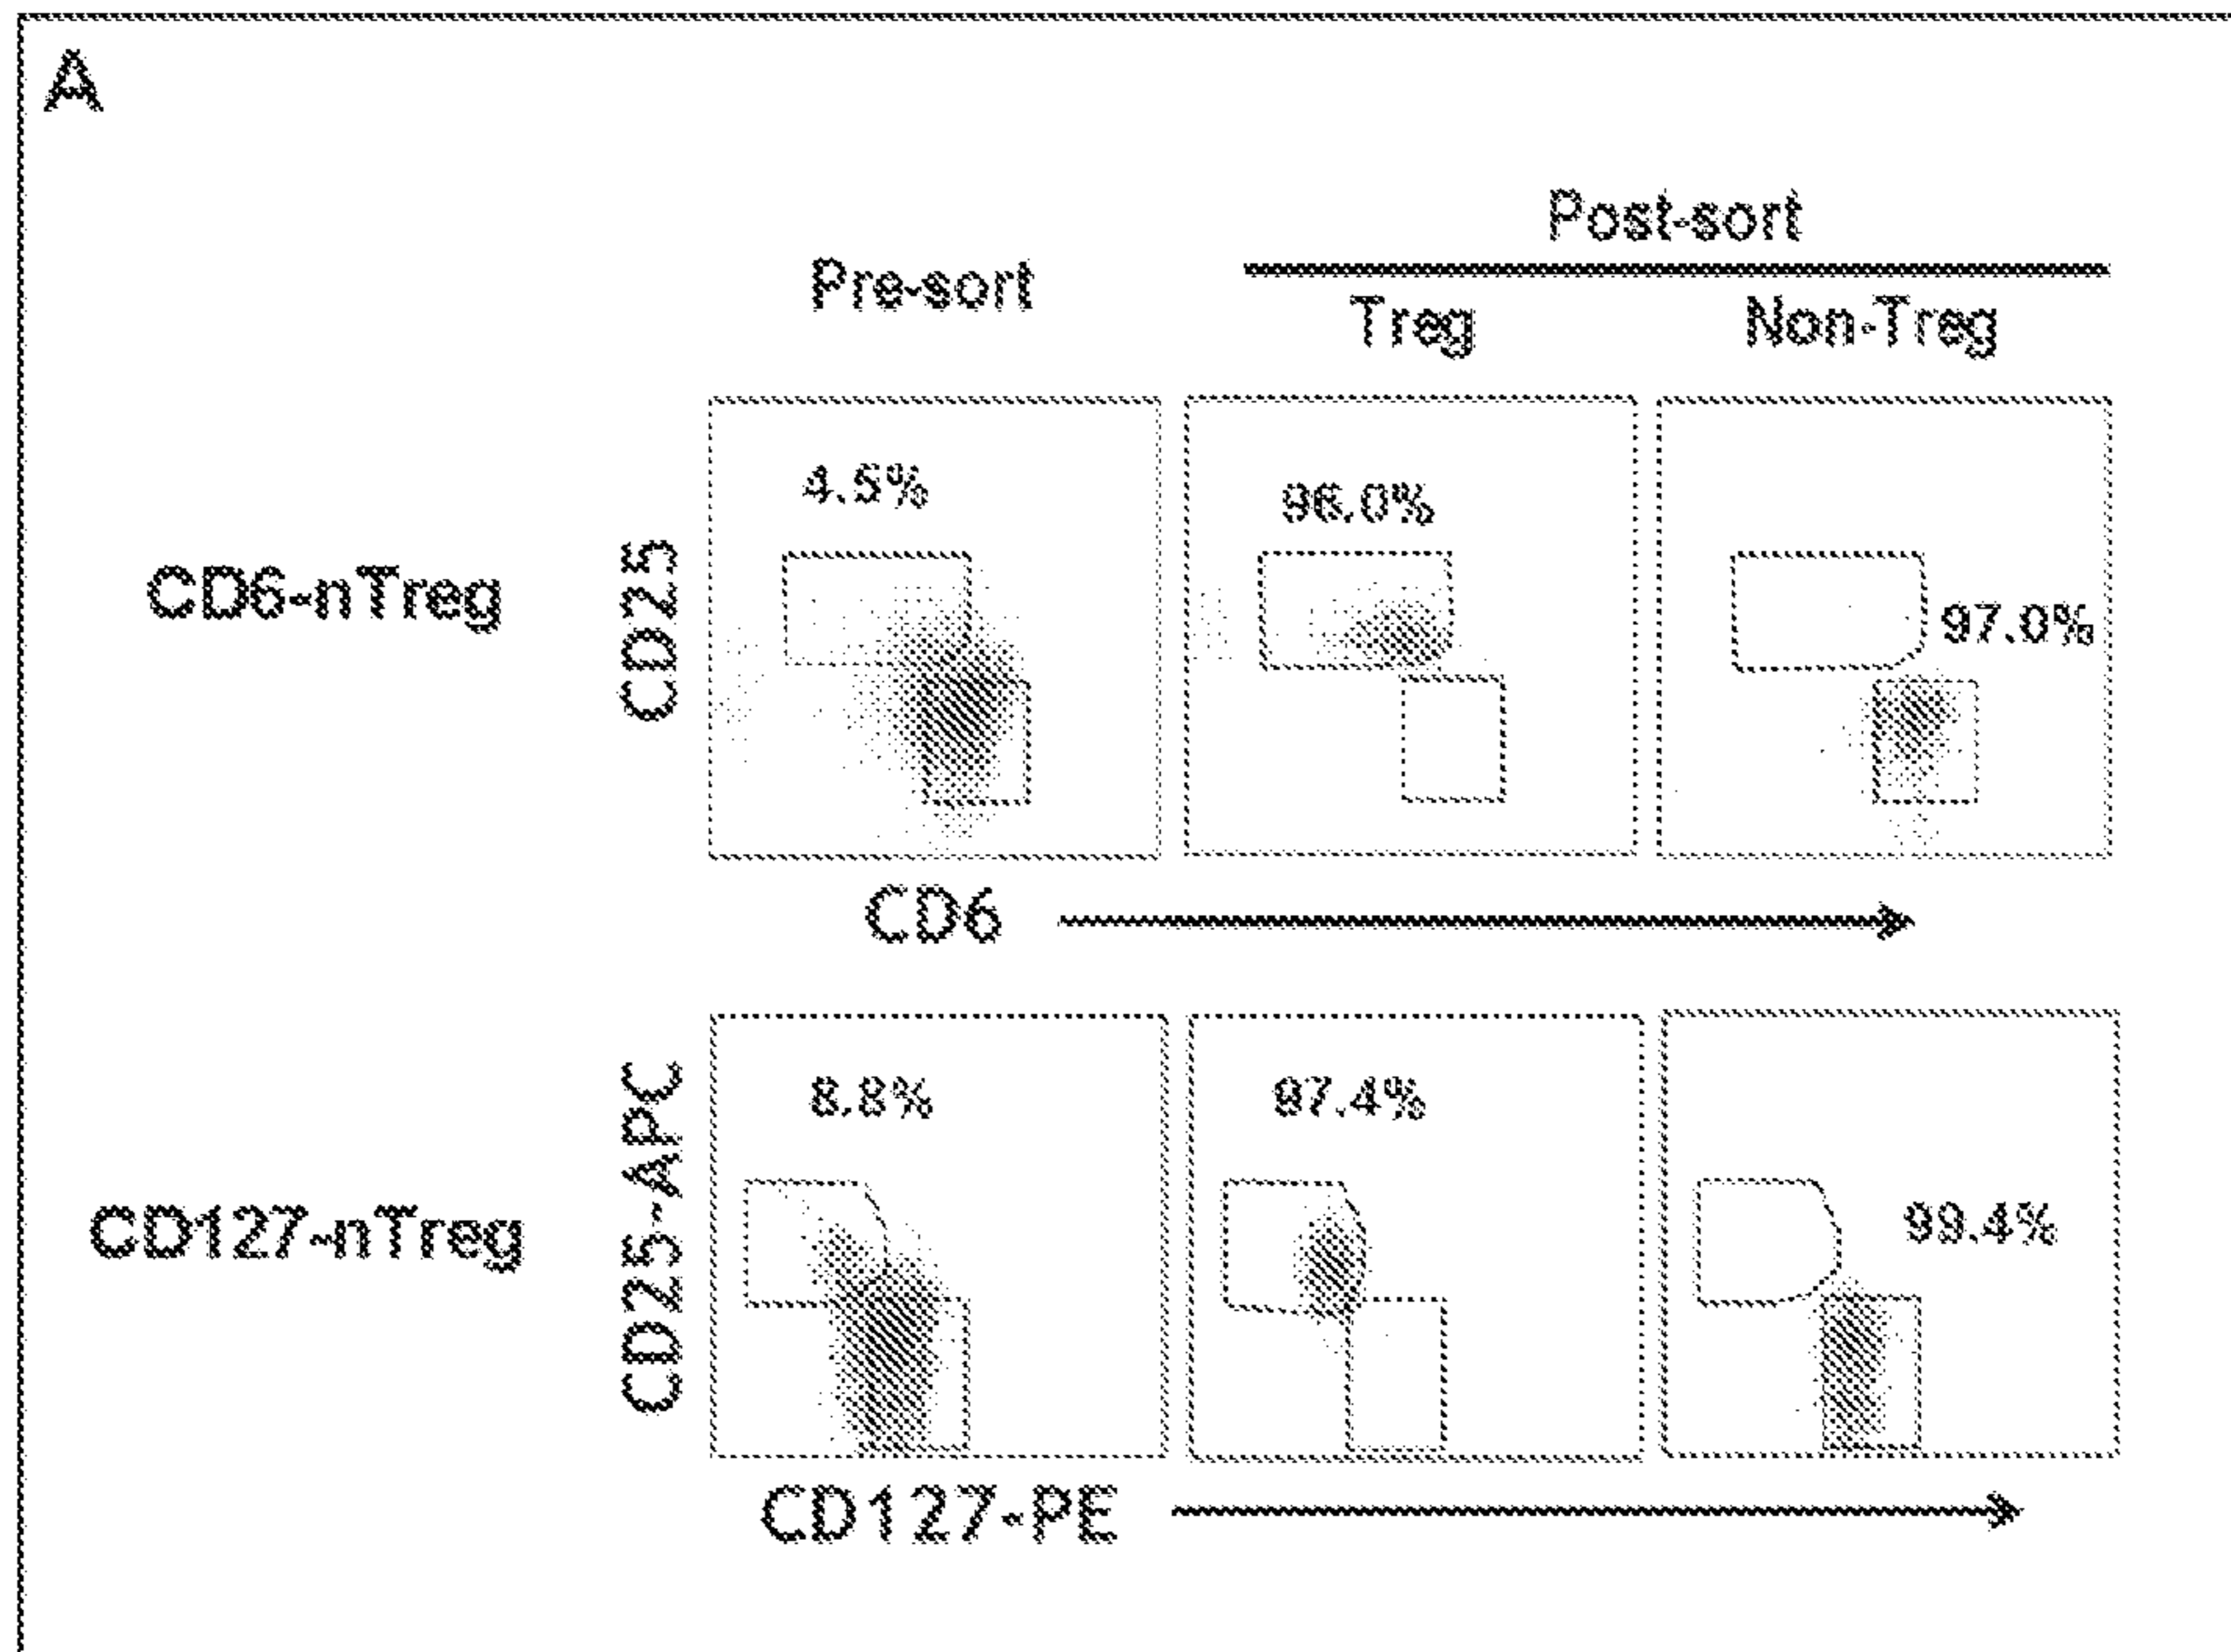 A
Post-sort
Pre-sort
Treg
Non-Treg
CD6-nTreg
CD25
4.5%
96.0%
97.0%
CD6
CD127-nTreg
CD25-APC
8.8%
97.4%
99.4%
CD127-PE